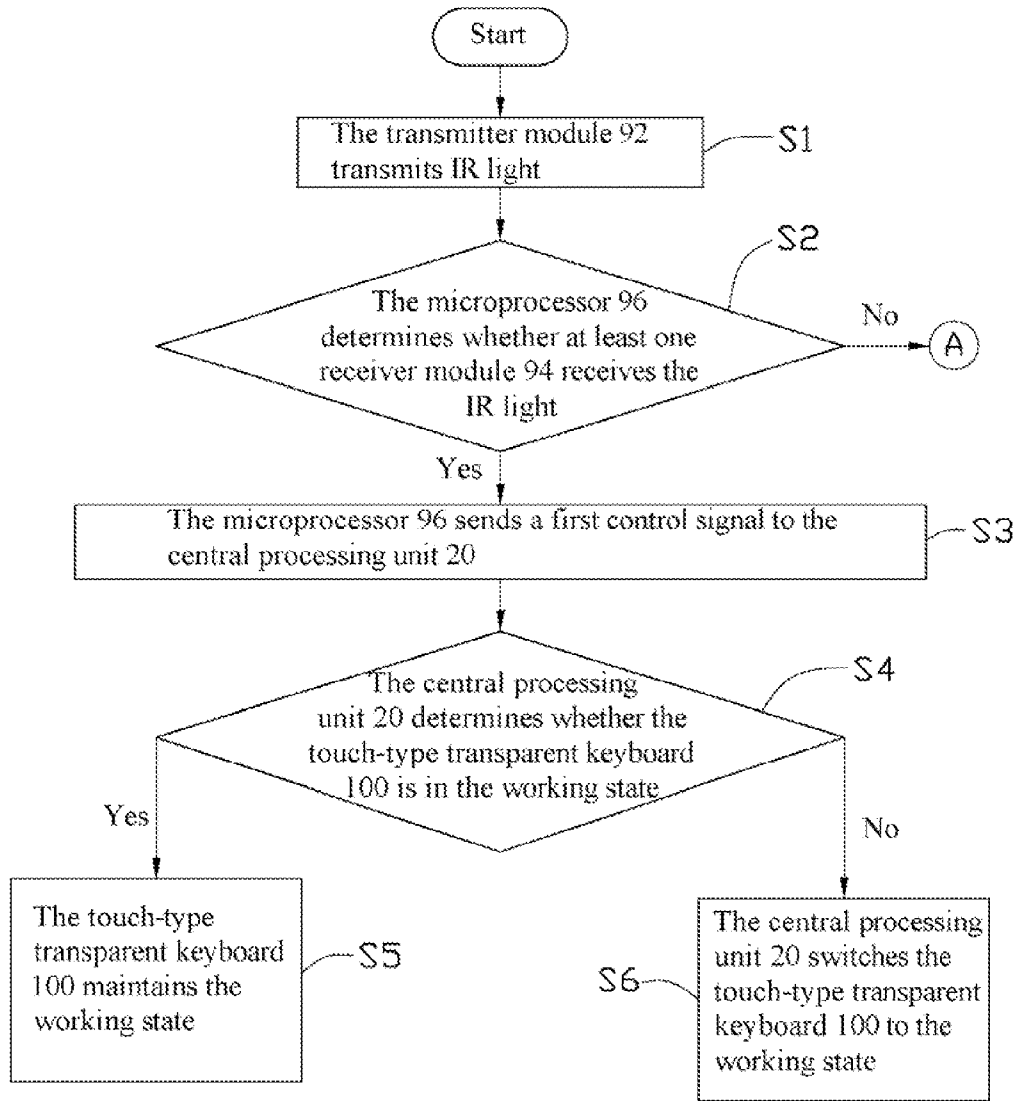 Start
The transmitter module 92
transmits IR light
S1
S2
The microprocessor 96
determines whether at least one
receiver module 94 receives the
IR light
No
A
Yes
The microprocessor 96 sends a first control signal to the
central processing unit 20
S3
The central processing
unit 20 determines whether the
touch-type transparent keyboard
100 is in the working state
S4
Yes
No
The touch-type
transparent keyboard
100 maintains the
working state
S5
The central processing
unit 20 switches the
touch-type transparent
keyboard 100 to the
working state
S6